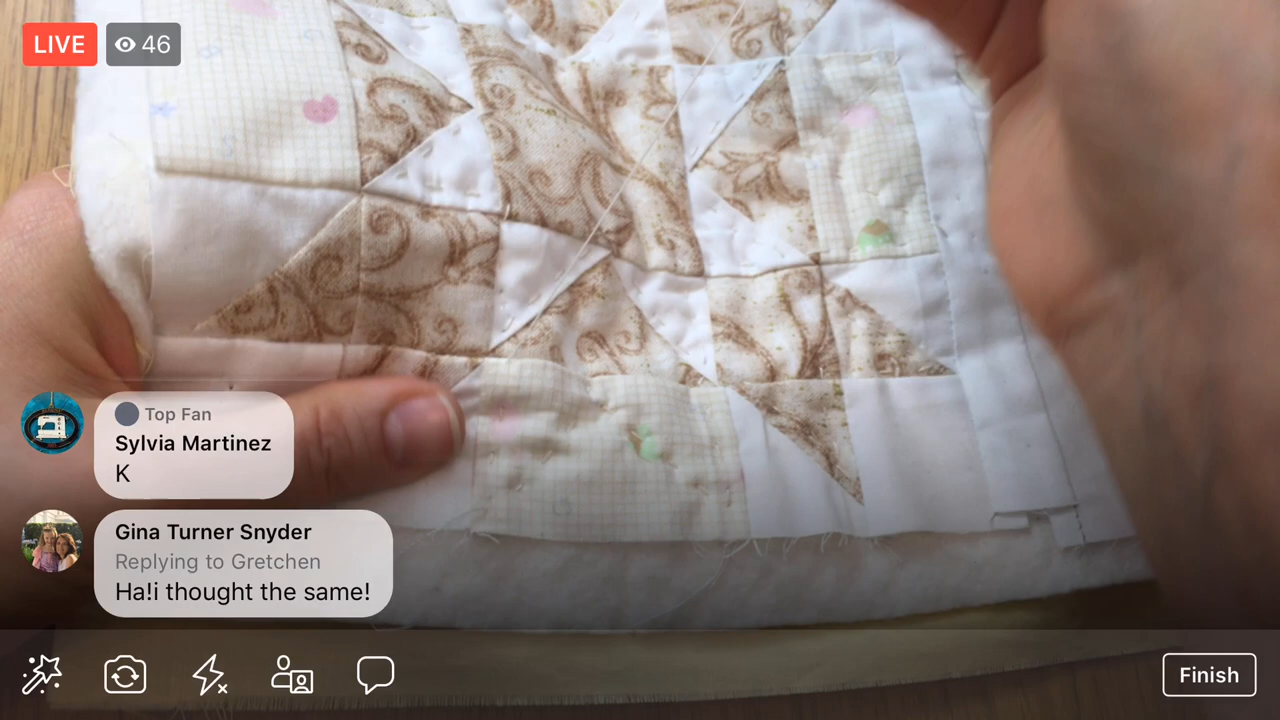 LIVE
46
Top Fan
Sylvia Martinez
K
Gina Turner Snyder
Replying to Gretchen
Ha!i thought the same!
Finish